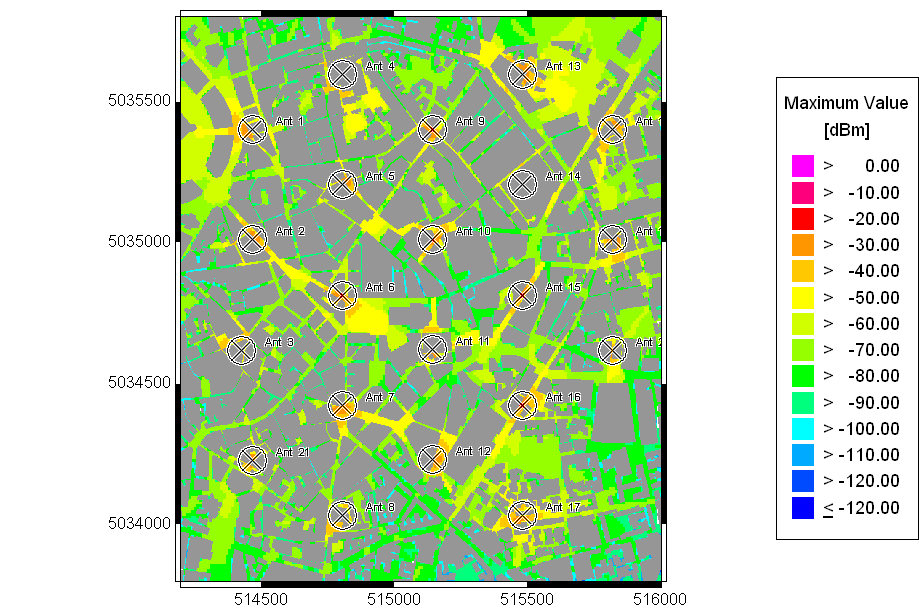 Ant 4
Ant 13
5035500
Ant 1
Ant 9
Ant 5
Ant 14
Ant 2
Ant 10
5035000
Ant 6
Ant 15
Ant 3
Ant 11
5034500
Ant 7
Ant 16
Ant 21
Ant 12
Ant 8
Ant 17
5034000
514500 515000 515500 516000
Maximum Value
[dBm]
> 0.00
> -10.00
> -20.00
> -30.00
> -40.00
> -50.00
> -60.00
> -70.00
> -80.00
> -90.00
> -100.00
> -110.00
> -120.00
≤ -120.00